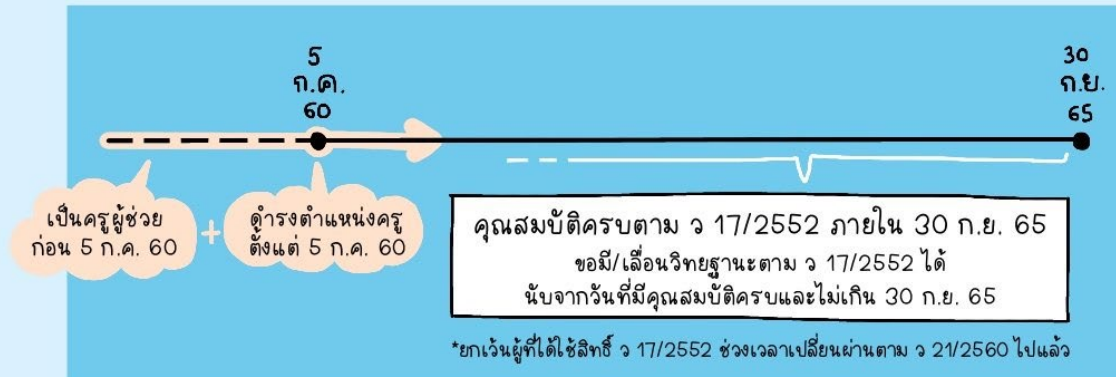 5
ก.ค.
60
30
ก.ย.
65
เป็นครูผู้ช่วย
ก่อน 5 ก.ค. 60
+
ดำรงตำแหน่งครู
ตั้งแต่ 5 ก.ค. 60
คุณสมบัติครบตาม ว 17/2552 ภายใน 30 ก.ย. 65
ขอมี/เลื่อนวิทยฐานะตาม ว 17/2552 ได้
นับจากวันที่มีคุณสมบัติครบและไม่เกิน 30 ก.ย. 65
*ยกเว้นผู้ที่ได้ใช้สิทธิ์ ว 17/2552 ช่วงเวลาเปลี่ยนผ่านตาม ว 21/2560 ไปแล้ว